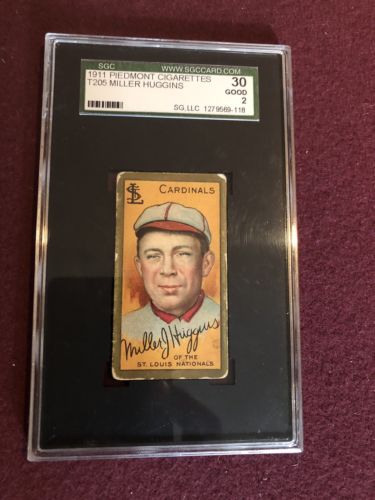 SGC WWW.SGCCARD.COM
1911 PIEDMONT CIGARETTES 30
T205 MILLER HUGGINS GOOD
2
SG,LLC 1279569-118
STL CARDINALS
Miller J Huggins
OF THE
ST. LOUIS NATIONALS